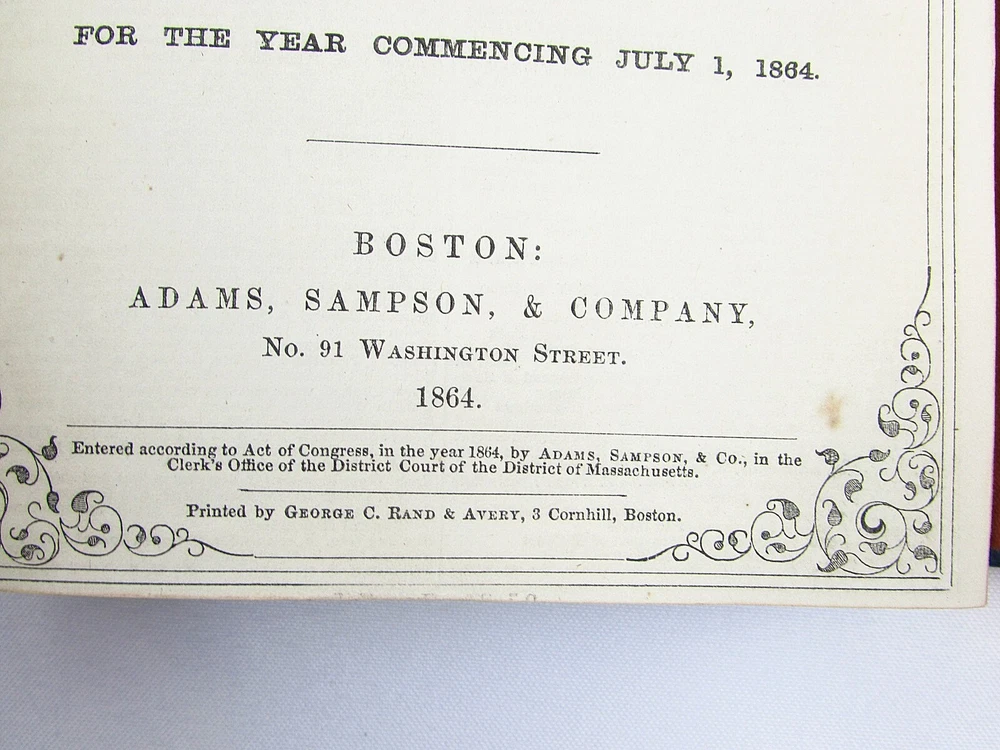 FOR THE YEAR COMMENCING JULY 1, 1864.
BOSTON:
ADAMS, SAMPSON, & COMPANY,
No. 91 WASHINGTON STREET.
1864.
Entered according to Act of Congress, in the year 1864, by ADAMS, SAMPSON, & Co., in the
Clerk's Office of the District Court of the District of Massachusetts.
Printed by GEORGE C. RAND & AVERY, 3 Cornhill, Boston.